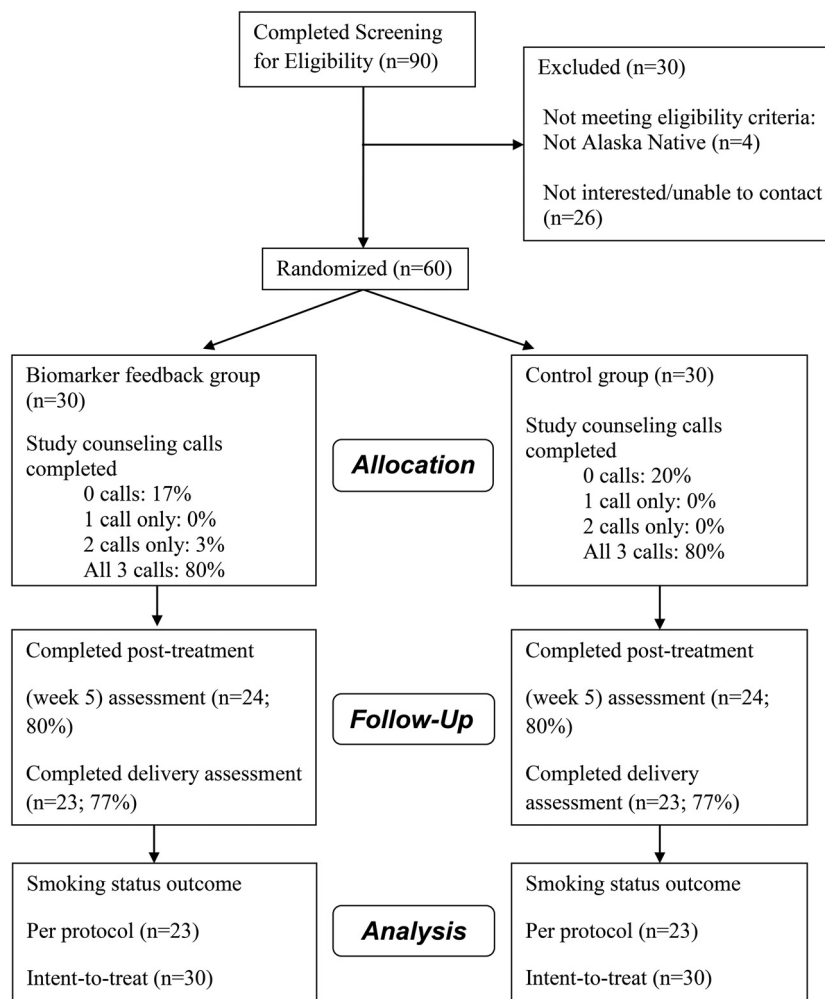 Completed Screening
for Eligibility (n=90)
Excluded (n=30)
Not meeting eligibility criteria:
Not Alaska Native (n=4)
Not interested/unable to contact
(n=26)
Randomized (n=60)
Biomarker feedback group
(n=30)
Study counseling calls
completed
0 calls: 17%
1 call only: 0%
2 calls only: 3%
All 3 calls: 80%
Allocation
Control group (n=30)
Study counseling calls
completed
0 calls: 20%
1 call only: 0%
2 calls only: 0%
All 3 calls: 80%
Completed post-treatment
(week 5) assessment (n=24;
80%)
Completed delivery assessment
(n=23; 77%)
Follow-Up
Completed post-treatment
(week 5) assessment (n=24;
80%)
Completed delivery
assessment (n=23; 77%)
Smoking status outcome
Per protocol (n=23)
Intent-to-treat (n=30)
Analysis
Smoking status outcome
Per protocol (n=23)
Intent-to-treat (n=30)